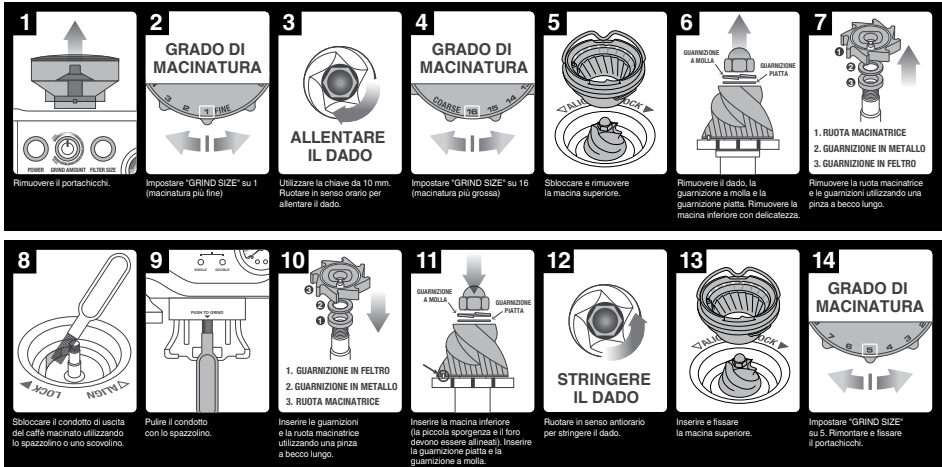 1
POWER
GRIND AMOUNT
FILTER SIZE
Rimuovere il portachicchi.
2
GRADO DI
MACINATURA
3 2 1 FINE
Impostare "GRIND SIZE" su 1
(macinatura più fine)
3
ALLENTARE
IL DADO
Utilizzare la chiave da 10 mm.
Ruotare in senso orario per
allentare il dado.
4
GRADO DI
MACINATURA
COARSE 16 15 14 13
Impostare "GRIND SIZE" su 16
(macinatura più grossa)
5
Sbloccare e rimuovere
la macina superiore.
6
GUARNIZIONE
A MOLLA
GUARNIZIONE
PIATTA
Rimuovere il dado, la
guarnizione a molla e la
guarnizione piatta. Rimuovere la
macina inferiore con delicatezza.
7
1
2
3
1. RUOTA MACINATRICE
2. GUARNIZIONE IN METALLO
3. GUARNIZIONE IN FELTRO
Rimuovere la ruota macinatrice
e le guarnizioni utilizzando una
pinza a becco lungo.
8
LOCK
ALIGN
Sbloccare il condotto di uscita
del caffè macinato utilizzando
lo spazzolino o uno scovolino.
9
SINGLE
DOUBLE
PUSH TO GRIND
Pulire il condotto
con lo spazzolino.
10
3
2
1
1. GUARNIZIONE IN FELTRO
2. GUARNIZIONE IN METALLO
3. RUOTA MACINATRICE
Inserire le guarnizioni
e la ruota macinatrice
utilizzando una pinza
a becco lungo.
11
GUARNIZIONE
A MOLLA
GUARNIZIONE
PIATTA
Inserire la macina inferiore
(la piccola sporgenza e il foro
devono essere allineati). Inserire
la guarnizione piatta e la
guarnizione a molla.
12
STRINGERE
IL DADO
Ruotare in senso antiorario
per stringere il dado.
13
Inserire e fissare
la macina superiore.
14
GRADO DI
MACINATURA
7 6 5 4 3 2
Impostare "GRIND SIZE"
su 5. Rimontare e fissare
il portachicchi.